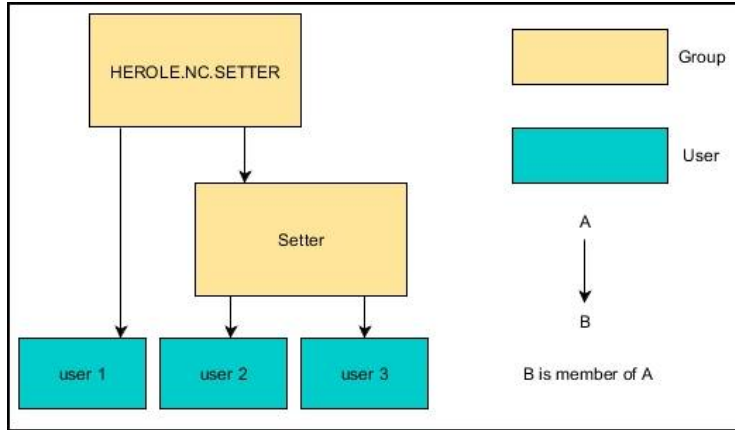 HEROLE.NC.SETTER
Group
User
Setter
A
B
user 1
user 2
user 3
B is member of A